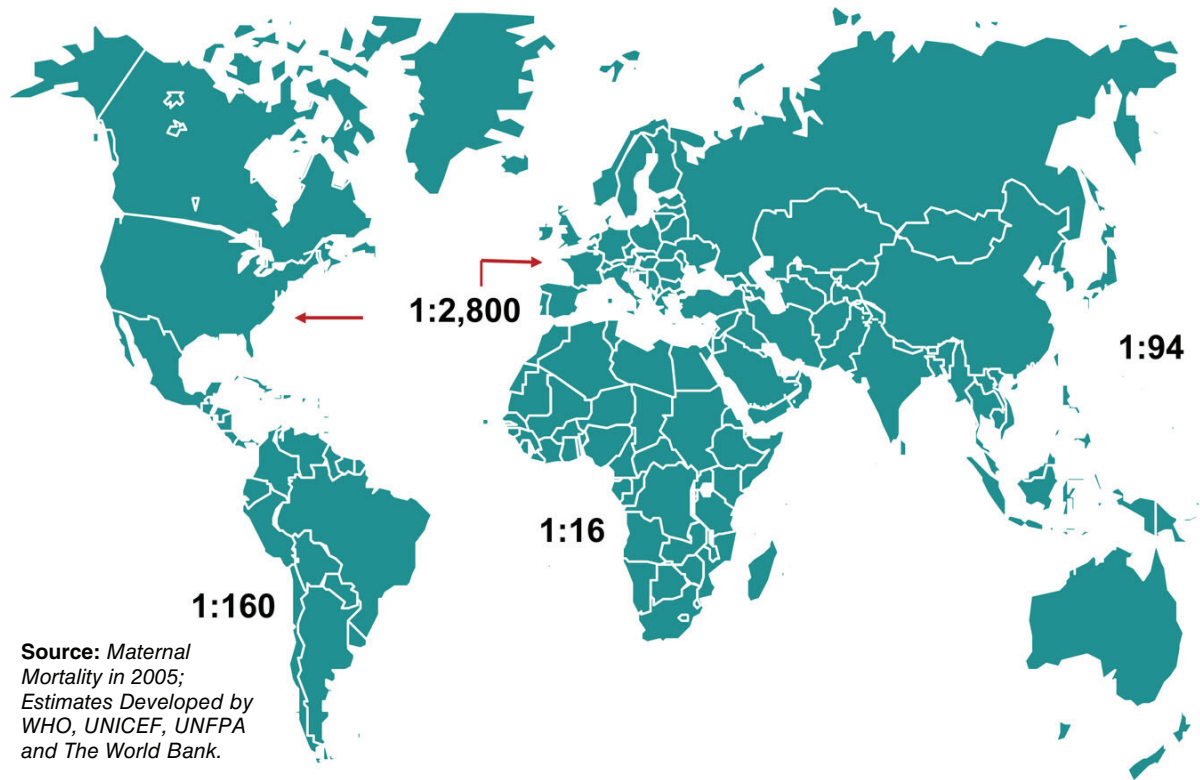 1:2,800
1:94
1:16
1:160
Source: Maternal
Mortality in 2005;
Estimates Developed by
WHO, UNICEF, UNFPA
and The World Bank.